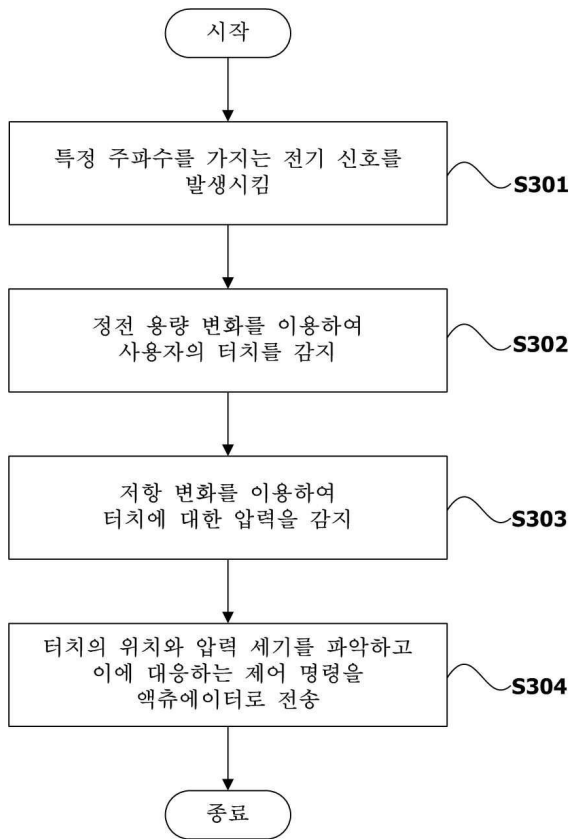 시작
특정 주파수를 가지는 전기 신호를
발생시킴
S301
정전 용량 변화를 이용하여
사용자의 터치를 감지
S302
저항 변화를 이용하여
터치에 대한 압력을 감지
S303
터치의 위치와 압력 세기를 파악하고
이에 대응하는 제어 명령을
액츄에이터로 전송
S304
종료